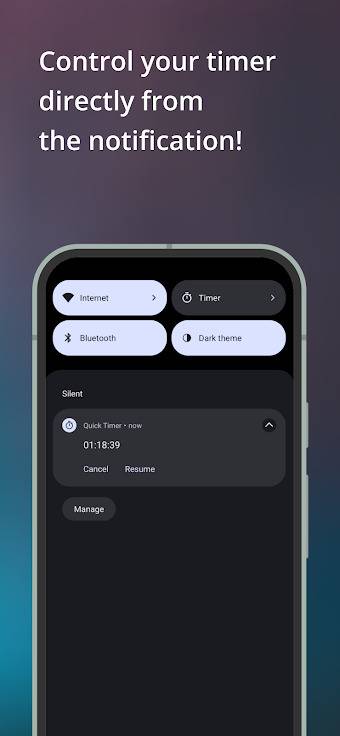 Control your timer
directly from
the notification!
Internet
Timer
Bluetooth
Dark theme
Silent
Quick Timer • now
01:18:39
Cancel Resume
Manage